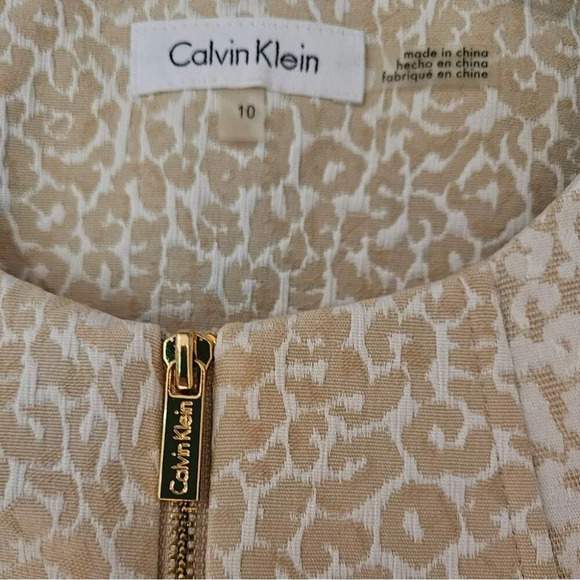 Calvin Klein
made in china
hecho en china
fabriqué en chine
10
Calvin Klein